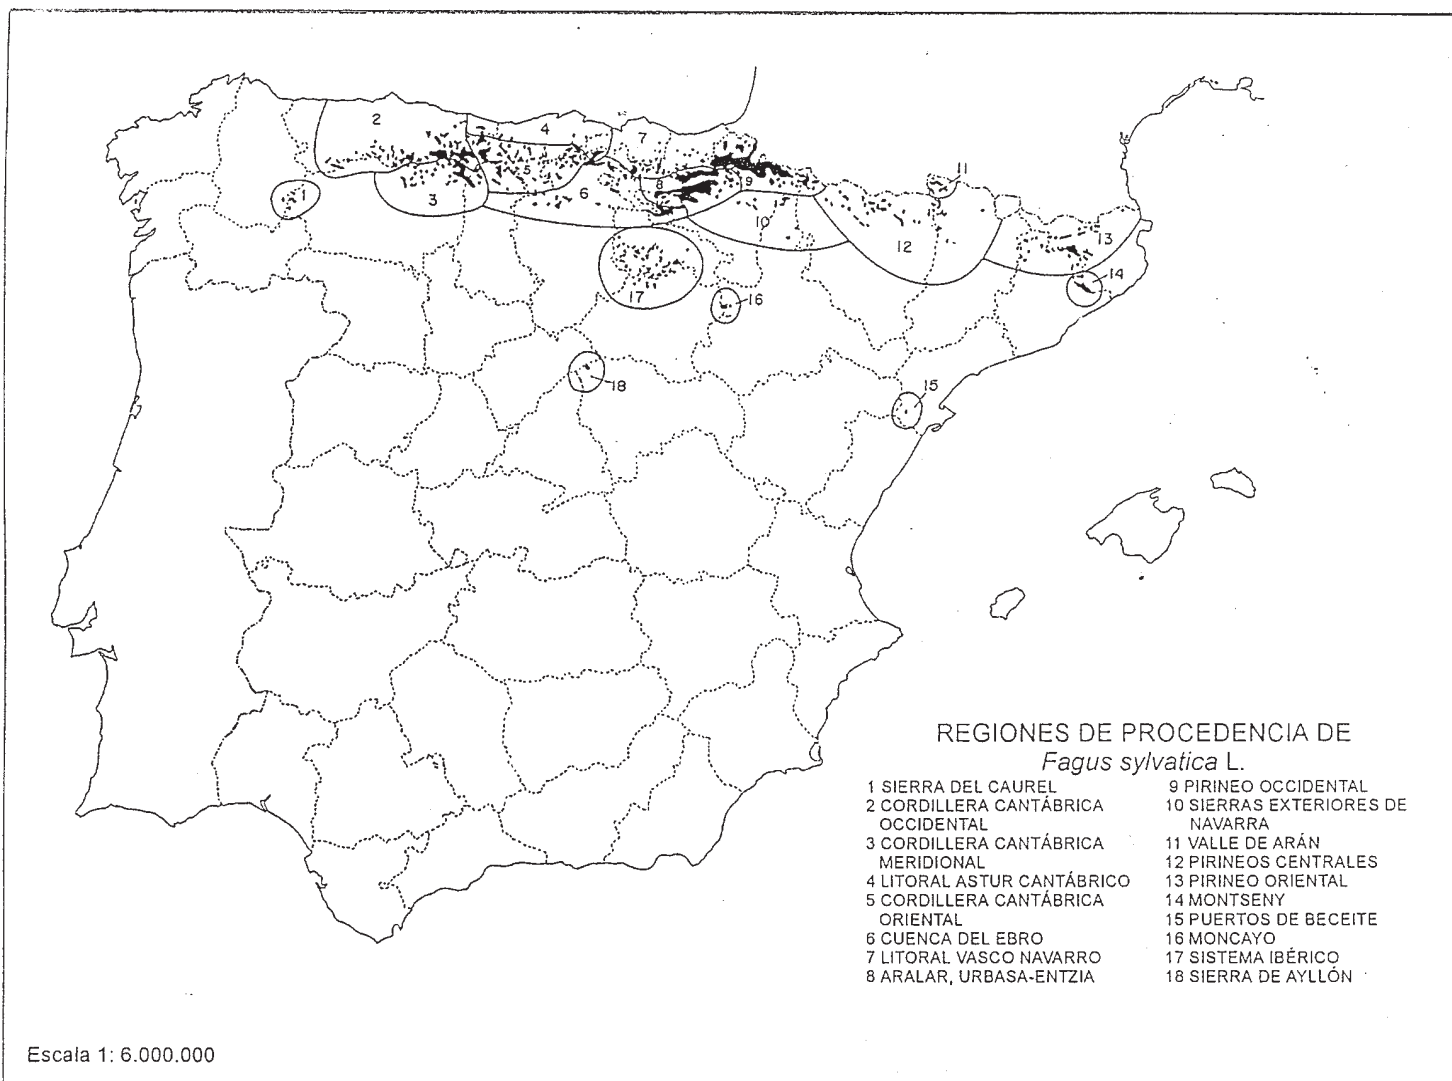 2
4
7
11
1
3
5
6
8
9
10
12
13
14
17
16
18
15
REGIONES DE PROCEDENCIA DE
Fagus sylvatica L.
1 SIERRA DEL CAUREL
2 CORDILLERA CANTÁBRICA
OCCIDENTAL
3 CORDILLERA CANTÁBRICA
MERIDIONAL
4 LITORAL ASTUR CANTÁBRICO
5 CORDILLERA CANTÁBRICA
ORIENTAL
6 CUENCA DEL EBRO
7 LITORAL VASCO NAVARRO
8 ARALAR, URBASA-ENTZIA
9 PIRINEO OCCIDENTAL
10 SIERRAS EXTERIORES DE
NAVARRA
11 VALLE DE ARÁN
12 PIRINEOS CENTRALES
13 PIRINEO ORIENTAL
14 MONTSENY
15 PUERTOS DE BECEITE
16 MONCAYO
17 SISTEMA IBÉRICO
18 SIERRA DE AYLLÓN
Escala 1: 6.000.000